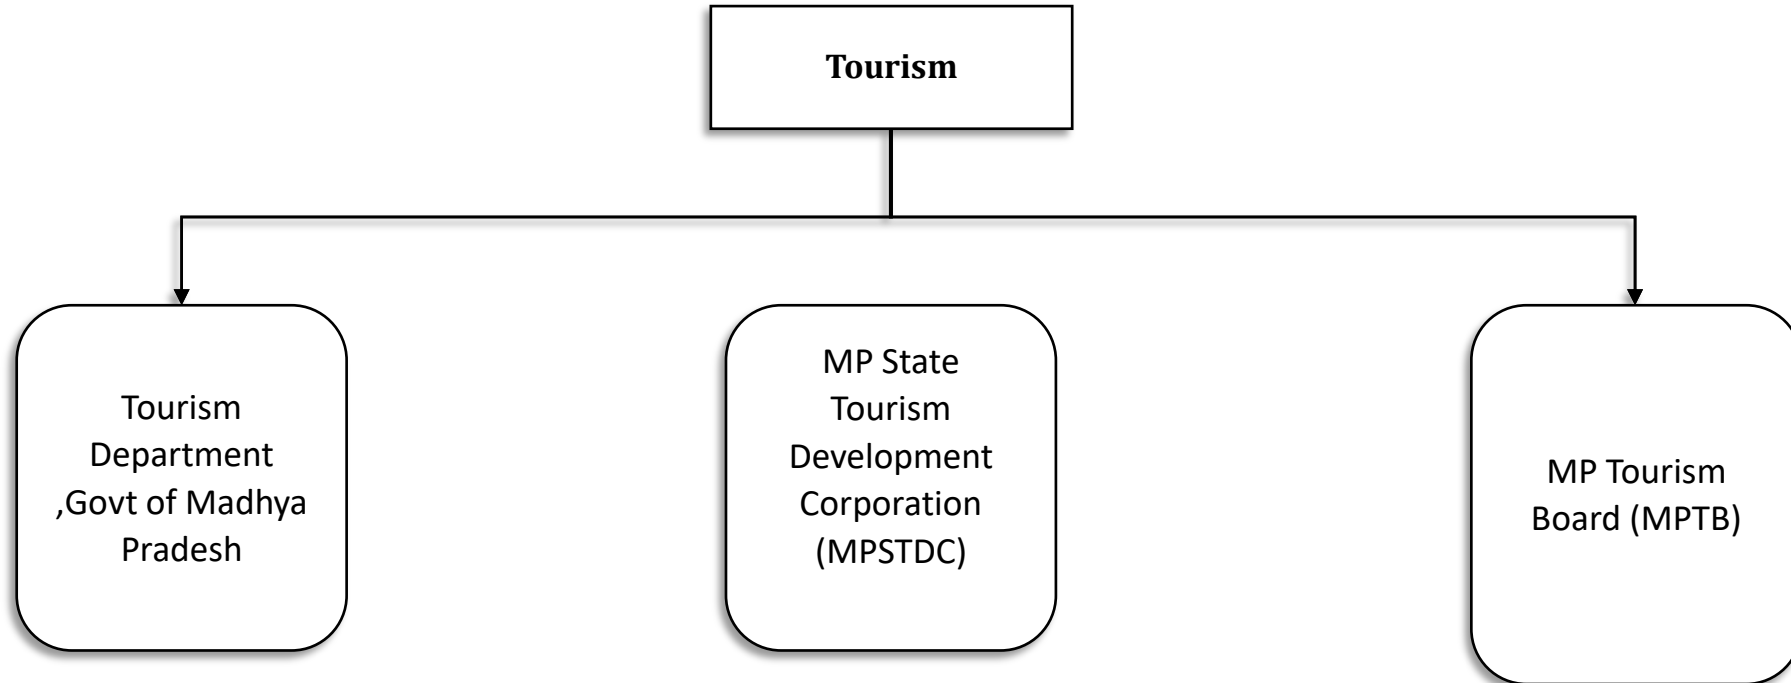 Tourism
Tourism
Department
,Govt of Madhya
Pradesh
MP State
Tourism
Development
Corporation
(MPSTDC)
MP Tourism
Board (MPTB)